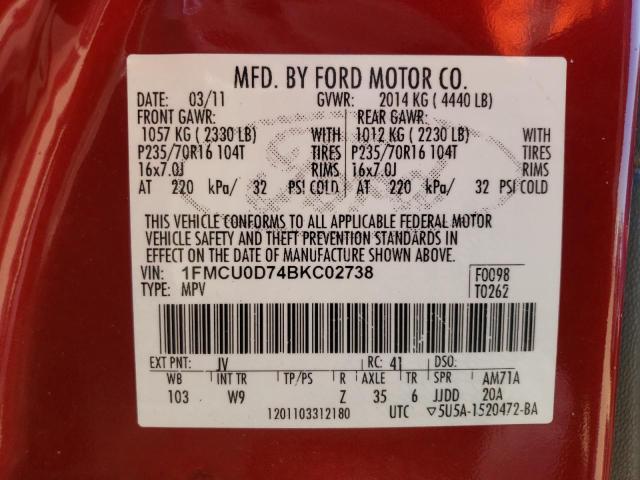 MFD. BY FORD MOTOR CO.
DATE: 03/11 GVWR: 2014 KG ( 4440 LB)
FRONT GAWR: REAR GAWR:
1057 KG ( 2330 LB) WITH 1012 KG ( 2230 LB) WITH
P235/70R16 104T TIRES P235/70R16 104T TIRES
16x7.0J RIMS 16x7.0J RIMS
AT 220 kPa/ 32 PSI COLD AT 220 kPa/ 32 PSI COLD
THIS VEHICLE CONFORMS TO ALL APPLICABLE FEDERAL MOTOR
VEHICLE SAFETY AND THEFT PREVENTION STANDARDS IN
EFFECT ON THE DATE OF MANUFACTURE SHOWN ABOVE.
VIN: 1FMCU0D74BKC02738 F0098
TYPE: MPV T0262
EXT PNT: JV RC: 41 DSO:
WB INT TR TP/PS R AXLE TR SPR AM71A
103 W9 Z 35 6 JJDD 20A
1201103312180 UTC ▽5U5A-1520472-BA